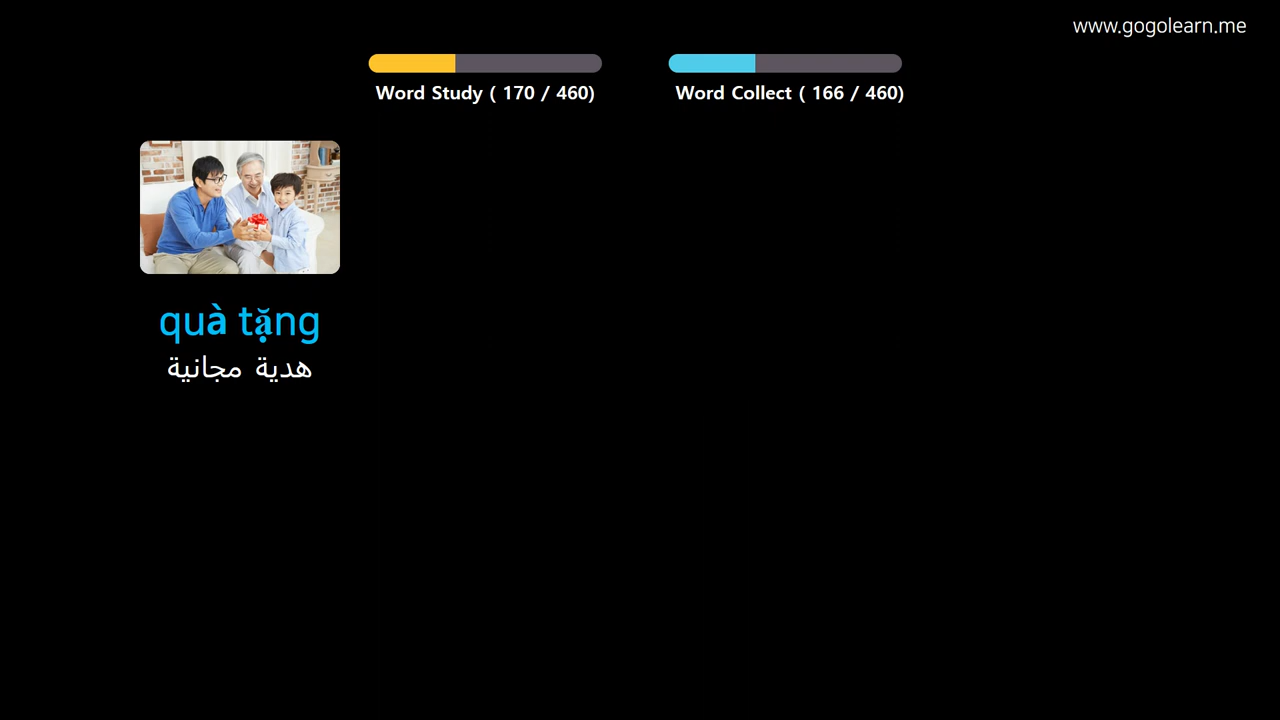 www.gogolearn.me
Word Study ( 170 / 460)
Word Collect ( 166 / 460)
quà tặng
هدية مجانية